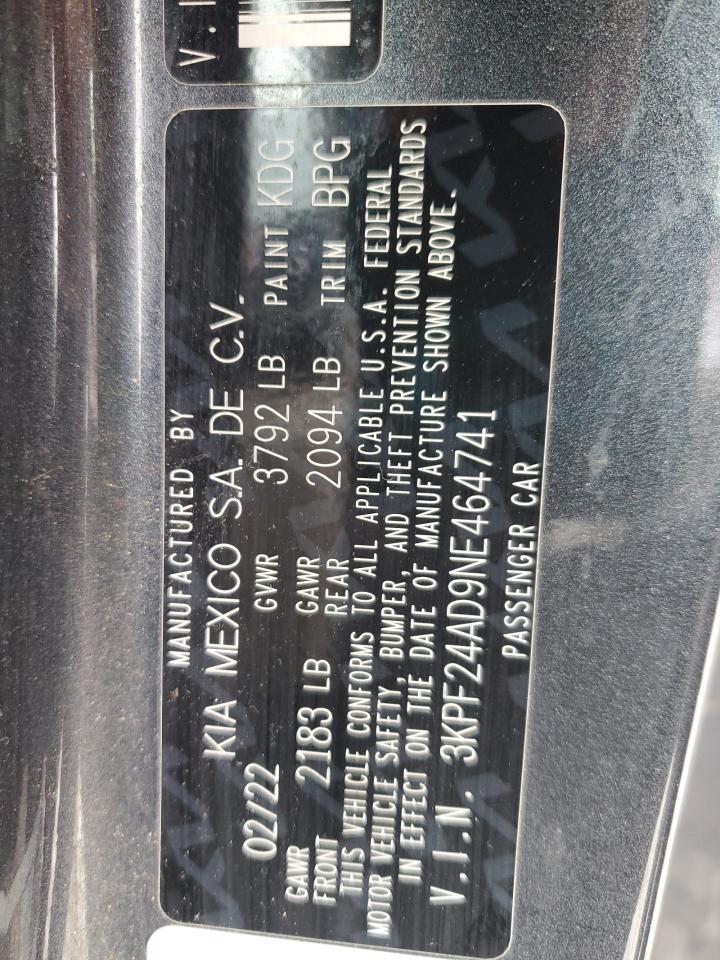 V.I
MANUFACTURED BY
KIA MEXICO S.A. DE C.V.
02/22 GVWR 3792 LB PAINT KDG
GAWR FRONT 2183 LB GAWR REAR 2094 LB TRIM BPG
THIS VEHICLE CONFORMS TO ALL APPLICABLE U.S.A. FEDERAL
MOTOR VEHICLE SAFETY, BUMPER, AND THEFT PREVENTION STANDARDS
IN EFFECT ON THE DATE OF MANUFACTURE SHOWN ABOVE.
V.I.N. 3KPF24AD9NE464741
PASSENGER CAR